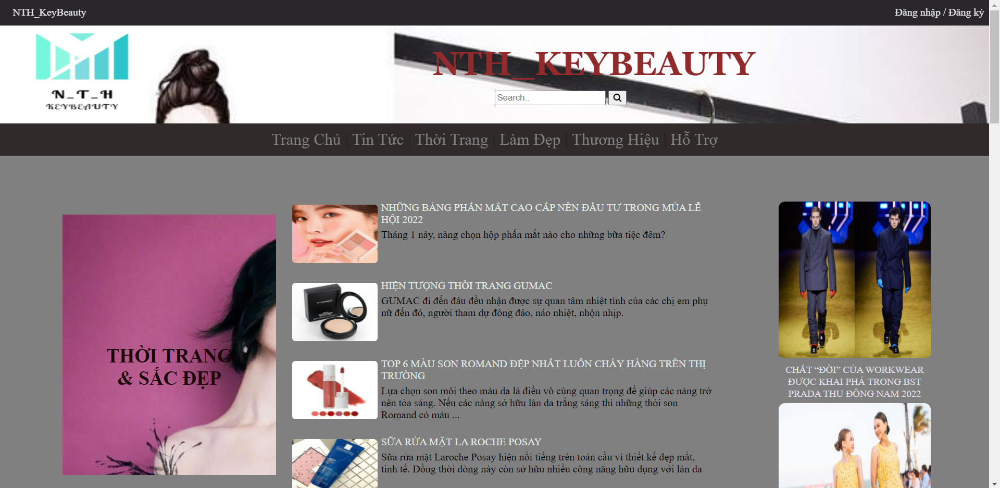 NTH_KeyBeauty
Đăng nhập / Đăng ký
N_T_H
KEYBEAUTY
NTH_KEYBEAUTY
Search..
Trang Chủ | Tin Tức | Thời Trang | Làm Đẹp | Thương Hiệu | Hỗ Trợ
THỜI TRANG
& SẮC ĐẸP
NHỮNG BẢNG PHẤN MẮT CAO CẤP NÊN ĐẦU TƯ TRONG MÙA LỄ
HỘI 2022
Tháng 1 này, nàng chọn hộp phấn mắt nào cho những bữa tiệc đêm?
HIỆN TƯỢNG THỜI TRANG GUMAC
GUMAC đi đến đâu đều nhận được sự quan tâm nhiệt tình của các chị em phụ
nữ đến đó, người tham dự đông đảo, náo nhiệt, nhộn nhịp.
TOP 6 MÀU SON ROMAND ĐẸP NHẤT LUÔN CHÁY HÀNG TRÊN THỊ
TRƯỜNG
Lựa chọn son môi theo màu da là điều vô cùng quan trọng để giúp các nàng trở
nên tỏa sáng. Nếu các nàng sở hữu làn da trắng sáng thì những thỏi son
Romand có màu ...
SỮA RỬA MẶT LA ROCHE POSAY
Sữa rửa mặt Laroche Posay hiện nổi tiếng trên toàn cầu vì thiết kế đẹp mắt,
tinh tế. Đồng thời dòng này còn sở hữu nhiều công năng hữu dụng với làn da
CHẤT “ĐỜI” CỦA WORKWEAR
ĐƯỢC KHAI PHÁ TRONG BST
PRADA THU ĐÔNG NAM 2022